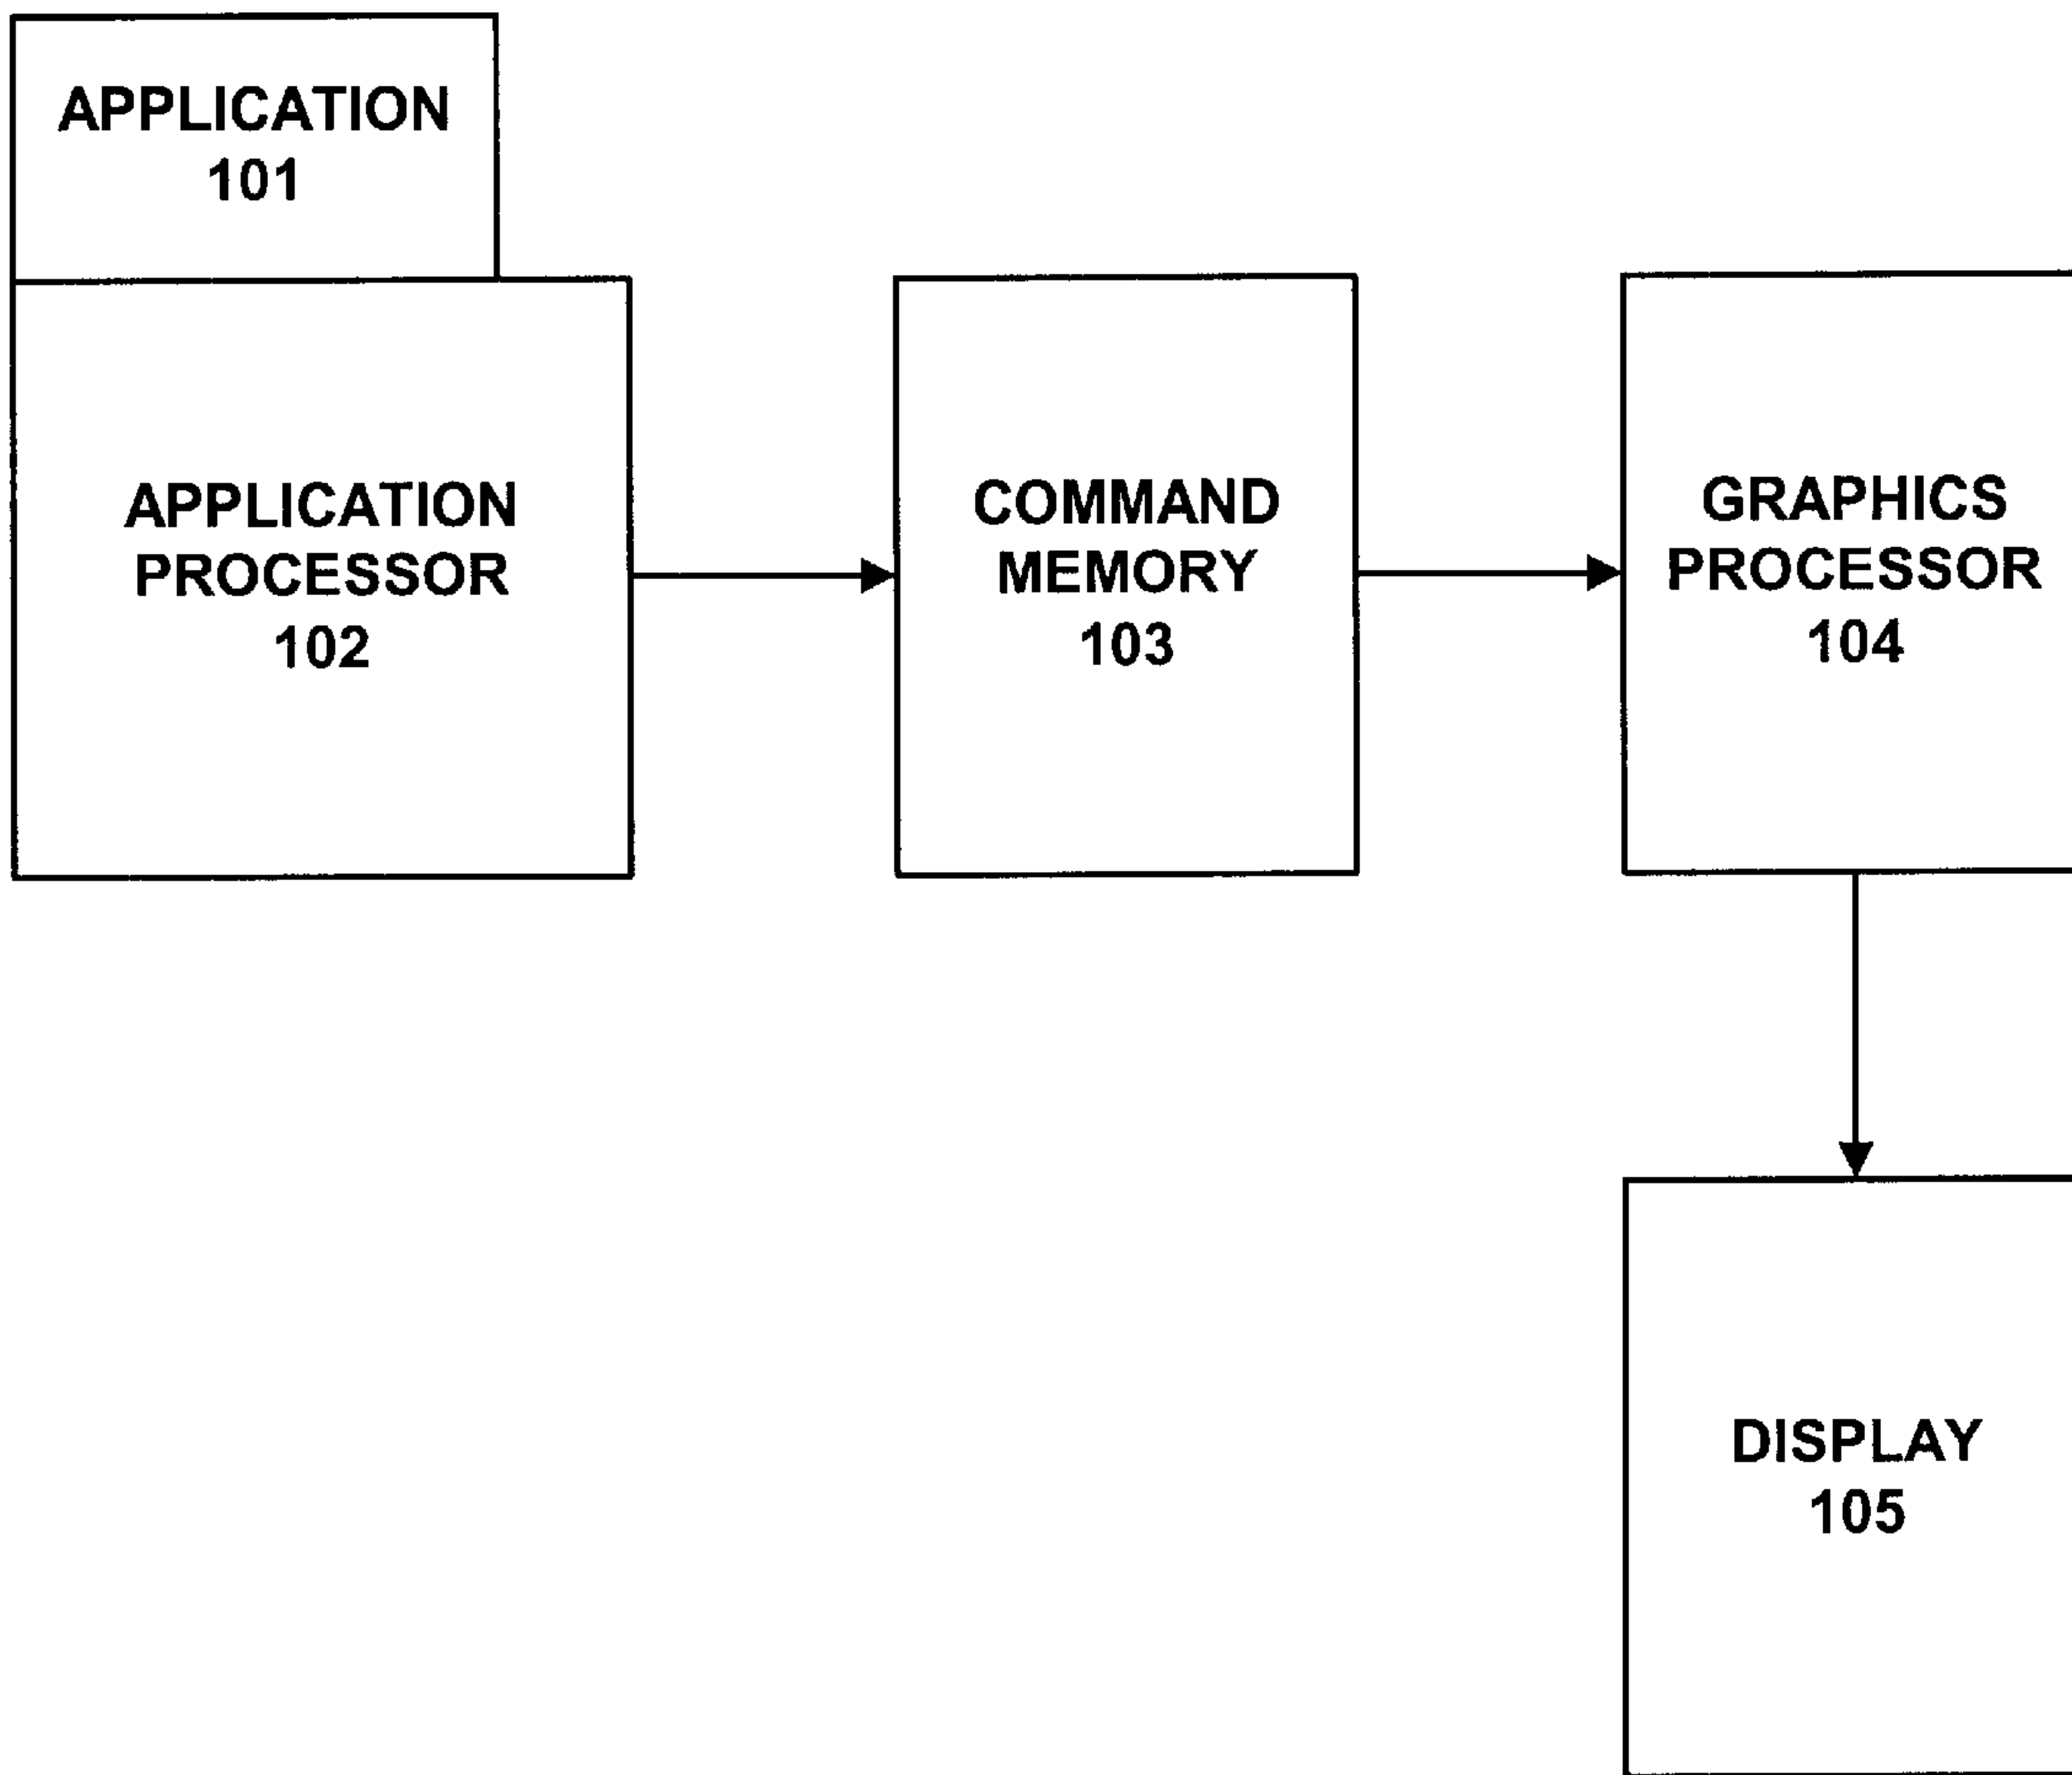 APPLICATION
101
APPLICATION
PROCESSOR
102
COMMAND
MEMORY
103
GRAPHICS
PROCESSOR
104
DISPLAY
105